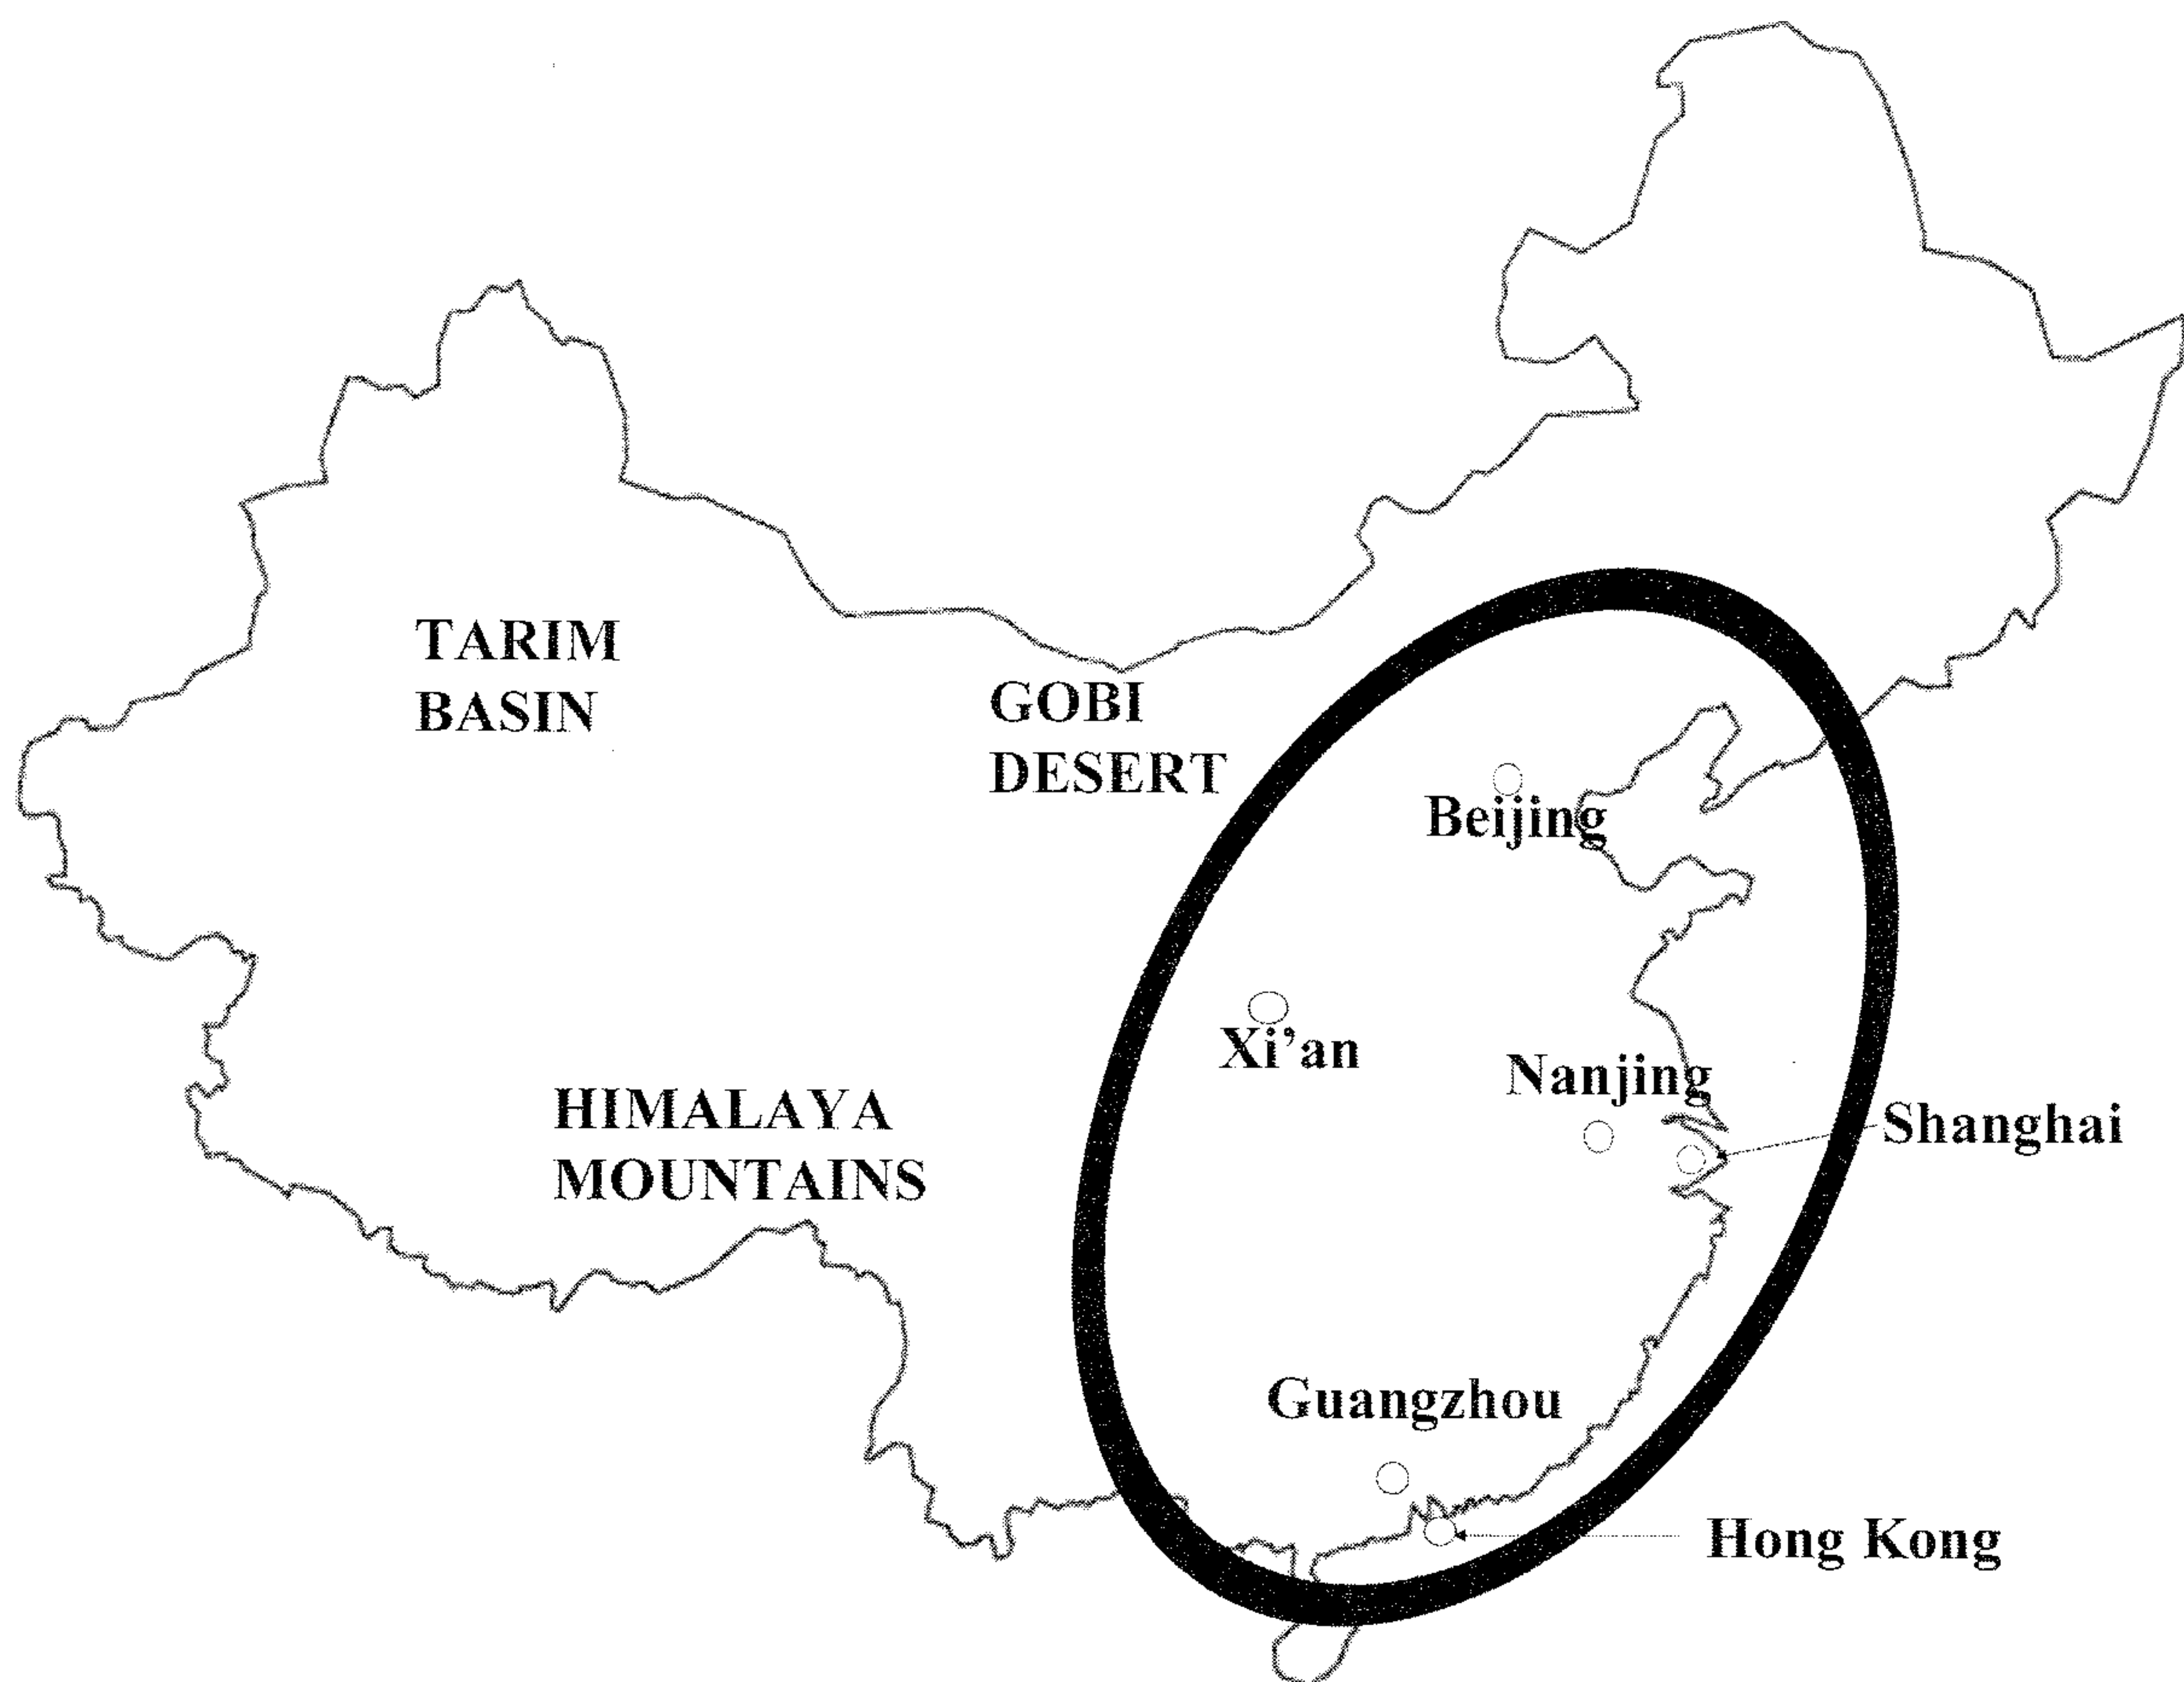 TARIM
BASIN
GOBI
DESERT
Beijing
Xi’an
Nanjing
HIMALAYA
MOUNTAINS
Shanghai
Guangzhou
Hong Kong